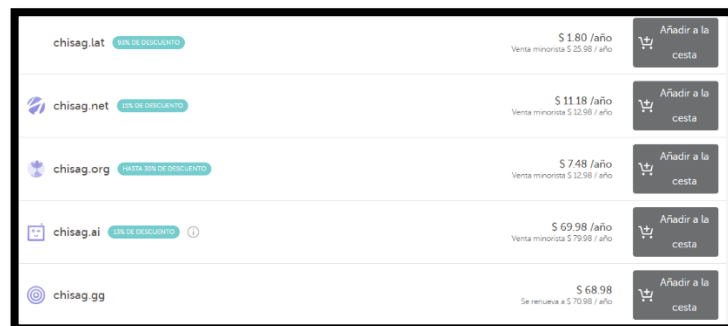 chisag.lat 93% DE DESCUENTO $ 1.80 /año Añadir a la
Venta minorista $ 25.98 / año cesta
chisag.net 13% DE DESCUENTO $ 11.18 /año Añadir a la
Venta minorista $ 12.98 / año cesta
chisag.org HASTA 30% DE DESCUENTO $ 7.48 /año Añadir a la
Venta minorista $ 12.98 / año cesta
chisag.ai 13% DE DESCUENTO $ 69.98 /año Añadir a la
Venta minorista $ 79.98 / año cesta
chisag.gg $ 68.98 Añadir a la
Se renueva a $ 70.98 / año cesta